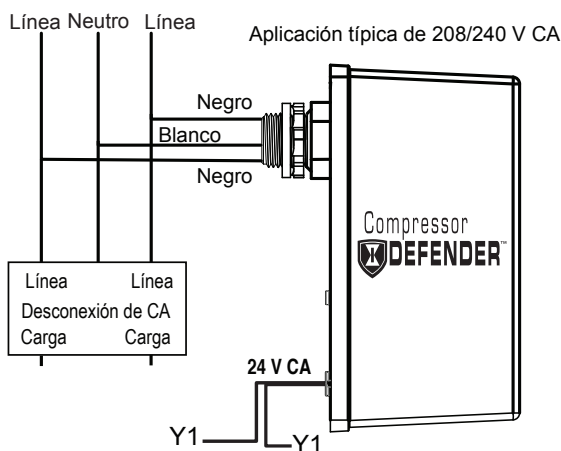 Línea Neutro Línea
Aplicación típica de 208/240 V CA
Negro
Blanco
Negro
Compressor
DEFENDER™
Línea Línea
Desconexión de CA
Carga Carga
24 V CA
Y1 Y1